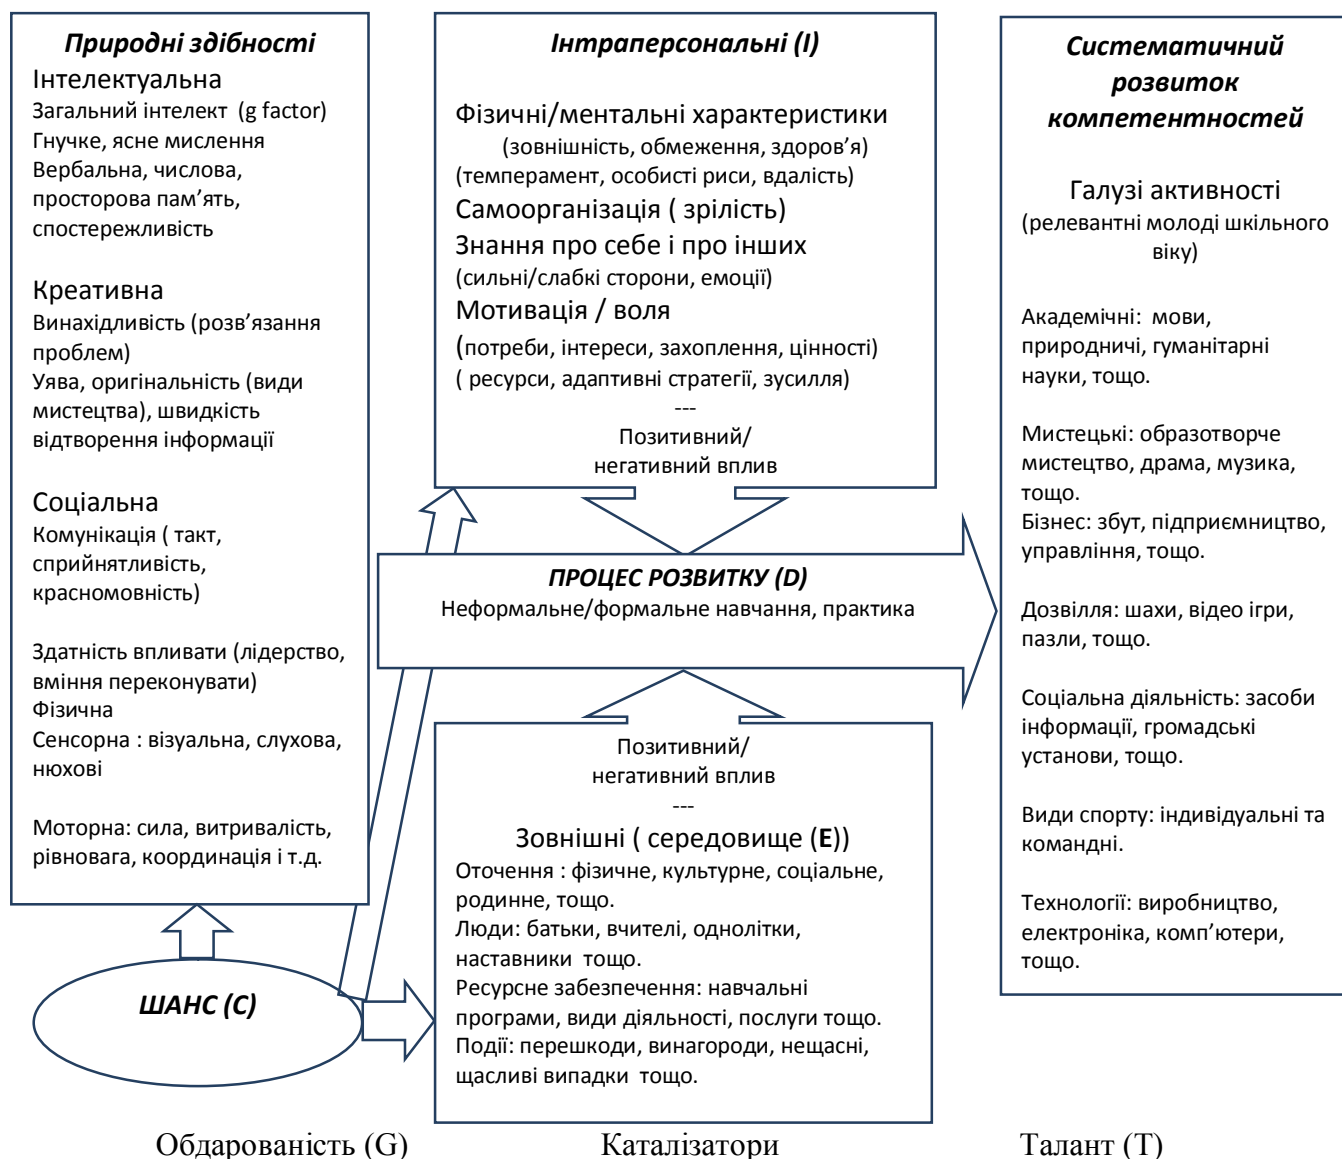 Природні здібності
Інтелектуальна
Загальний інтелект (g factor)
Гнучке, ясне мислення
Вербальна, числова,
просторова пам’ять,
спостережливість
Креативна
Винахідливість (розв’язання
проблем)
Уява, оригінальність (види
мистецтва), швидкість
відтворення інформації
Соціальна
Комунікація ( такт,
сприйнятливість,
красномовність)
Здатність впливати (лідерство,
вміння переконувати)
Фізична
Сенсорна : візуальна, слухова,
нюхові
Моторна: сила, витривалість,
рівновага, координація і т.д.
ШАНС (C)
Інтраперсональні (I)
Фізичні/ментальні характеристики
(зовнішність, обмеження, здоров’я)
(темперамент, особисті риси, вдалість)
Самоорганізація ( зрілість)
Знання про себе і про інших
(сильні/слабкі сторони, емоції)
Мотивація / воля
(потреби, інтереси, захоплення, цінності)
( ресурси, адаптивні стратегії, зусилля)
---
Позитивний/
негативний вплив
ПРОЦЕС РОЗВИТКУ (D)
Неформальне/формальне навчання, практика
Позитивний/
негативний вплив
---
Зовнішні ( середовище (E))
Оточення : фізичне, культурне, соціальне,
родинне, тощо.
Люди: батьки, вчителі, однолітки,
наставники тощо.
Ресурсне забезпечення: навчальні
програми, види діяльності, послуги тощо.
Події: перешкоди, винагороди, нещасні,
щасливі випадки тощо.
Систематичний
розвиток
компетентностей
Галузі активності
(релевантні молоді шкільного
віку)
Академічні: мови,
природничі, гуманітарні
науки, тощо.
Мистецькі: образотворче
мистецтво, драма, музика,
тощо.
Бізнес: збут, підприємництво,
управління, тощо.
Дозвілля: шахи, відео ігри,
пазли, тощо.
Соціальна діяльність: засоби
інформації, громадські
установи, тощо.
Види спорту: індивідуальні та
командні.
Технології: виробництво,
електроніка, комп’ютери,
тощо.
Обдарованість (G) Каталізатори Талант (T)